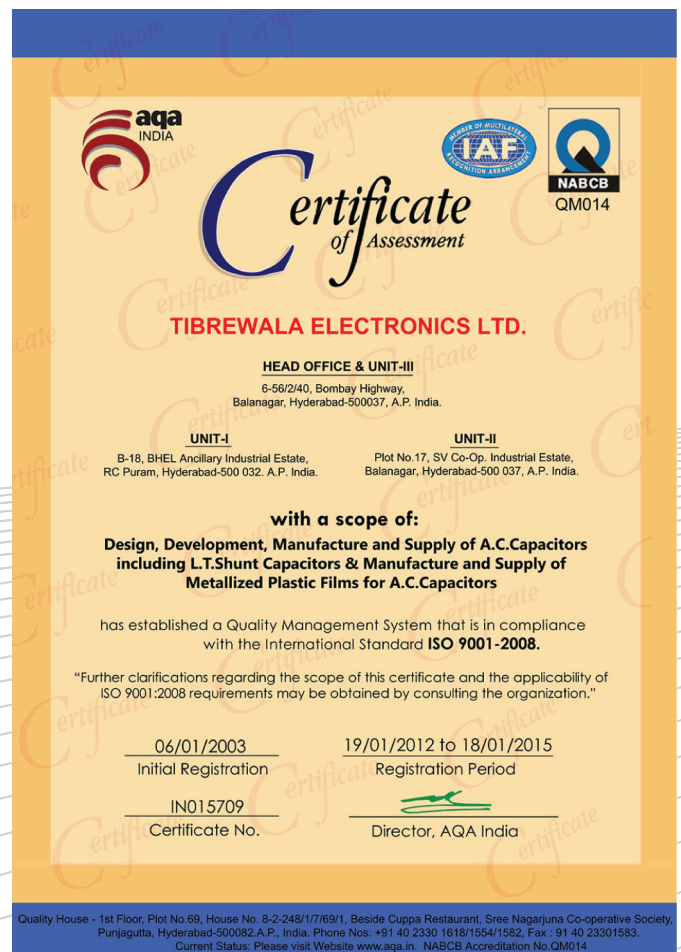 aqa
INDIA
MEMBER OF MULTILATERAL
IAF
RECOGNITION ARRANGEMENT
NABCB
QM014
Certificate
of Assessment
TIBREWALA ELECTRONICS LTD.
HEAD OFFICE & UNIT-III
6-56/2/40, Bombay Highway,
Balanagar, Hyderabad-500037, A.P. India.
UNIT-I
B-18, BHEL Ancillary Industrial Estate,
RC Puram, Hyderabad-500 032. A.P. India.
UNIT-II
Plot No.17, SV Co-Op. Industrial Estate,
Balanagar, Hyderabad-500 037, A.P. India.
with a scope of:
Design, Development, Manufacture and Supply of A.C.Capacitors
including L.T.Shunt Capacitors & Manufacture and Supply of
Metallized Plastic Films for A.C.Capacitors
has established a Quality Management System that is in compliance
with the International Standard ISO 9001-2008.
“Further clarifications regarding the scope of this certificate and the applicability of
ISO 9001:2008 requirements may be obtained by consulting the organization.”
06/01/2003
Initial Registration
19/01/2012 to 18/01/2015
Registration Period
IN015709
Certificate No.
Director, AQA India
Quality House - 1st Floor, Plot No.69, House No. 8-2-248/1/7/69/1, Beside Cuppa Restaurant, Sree Nagarjuna Co-operative Society,
Punjagutta, Hyderabad-500082.A.P., India. Phone Nos: +91 40 2330 1618/1554/1582, Fax : 91 40 23301583.
Current Status: Please visit Website www.aqa.in. NABCB Accreditation No.QM014